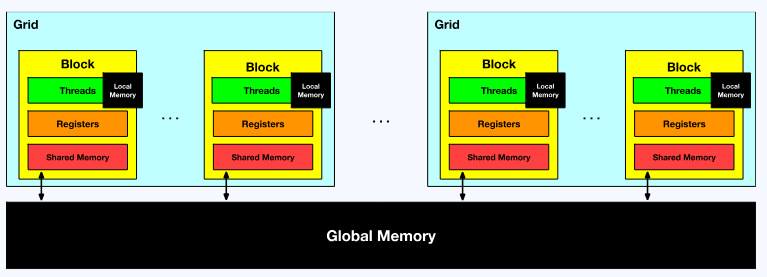 Grid
Block
Threads
Local
Memory
Registers
Shared Memory
...
Block
Threads
Local
Memory
Registers
Shared Memory
...
Grid
Block
Threads
Local
Memory
Registers
Shared Memory
...
Block
Threads
Local
Memory
Registers
Shared Memory
Global Memory